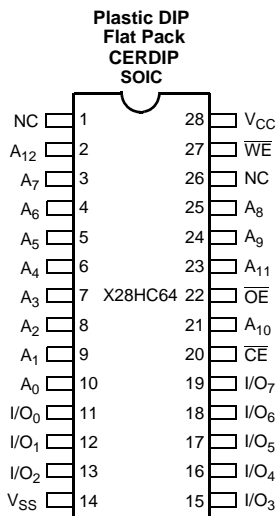 Plastic DIP
Flat Pack
CERDIP
SOIC
NC 1 28 VCC
A12 2 27 WE
A7 3 26 NC
A6 4 25 A8
A5 5 24 A9
A4 6 23 A11
A3 7 X28HC64 22 OE
A2 8 21 A10
A1 9 20 CE
A0 10 19 I/O7
I/O0 11 18 I/O6
I/O1 12 17 I/O5
I/O2 13 16 I/O4
VSS 14 15 I/O3